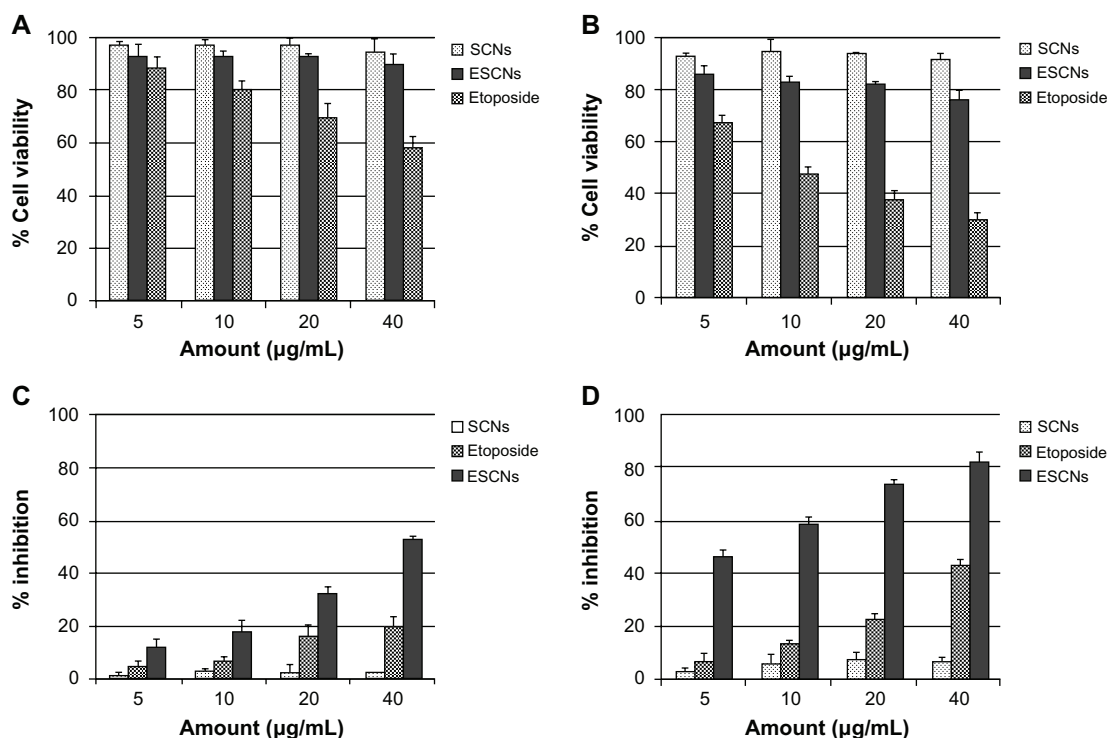 A
100
80
60
40
20
0
% Cell viability
5 10 20 40
Amount (µg/mL)
SCNs
ESCNs
Etoposide
B
100
80
60
40
20
0
% Cell viability
5 10 20 40
Amount (µg/mL)
SCNs
ESCNs
Etoposide
C
100
80
60
40
20
0
% inhibition
5 10 20 40
Amount (µg/mL)
SCNs
Etoposide
ESCNs
D
100
80
60
40
20
0
% inhibition
5 10 20 40
Amount (µg/mL)
SCNs
Etoposide
ESCNs